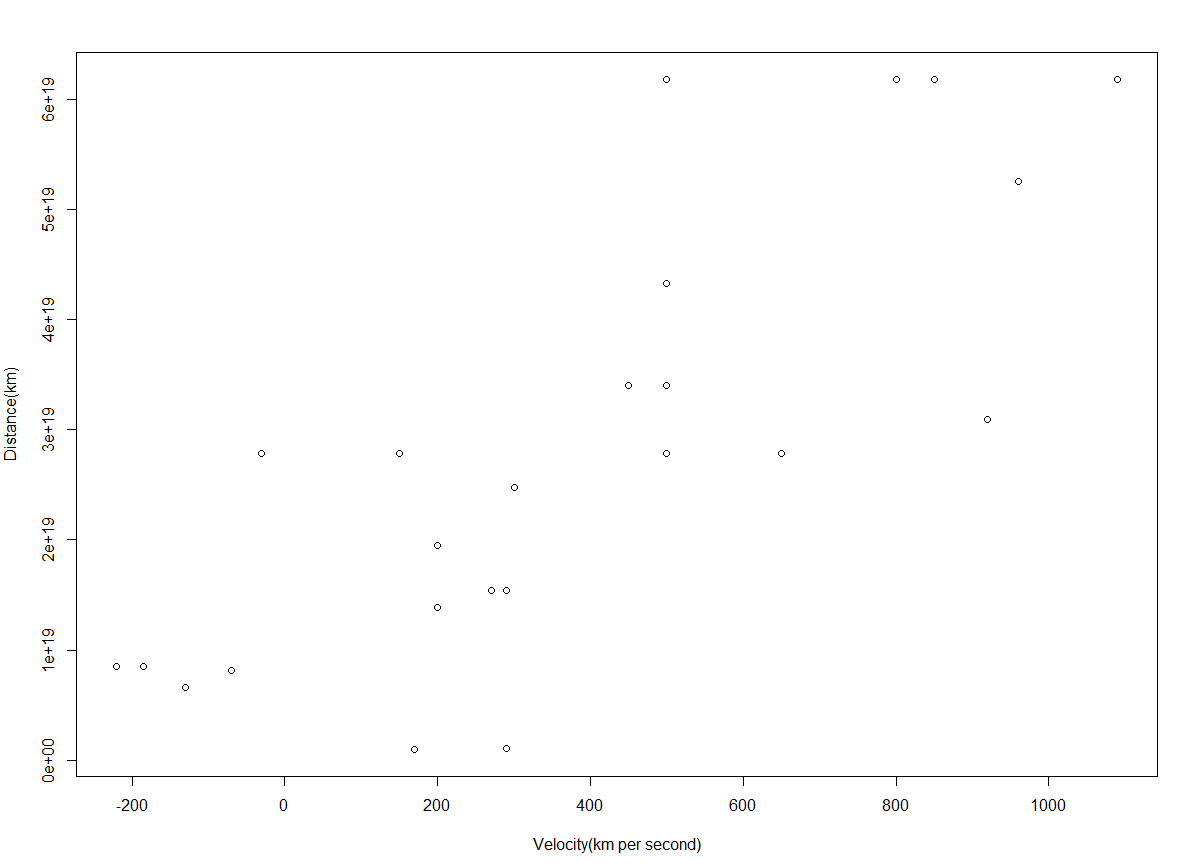 6e+19
5e+19
4e+19
3e+19
2e+19
1e+19
0e+00
Distance(km)
-200 0 200 400 600 800 1000
Velocity(km per second)